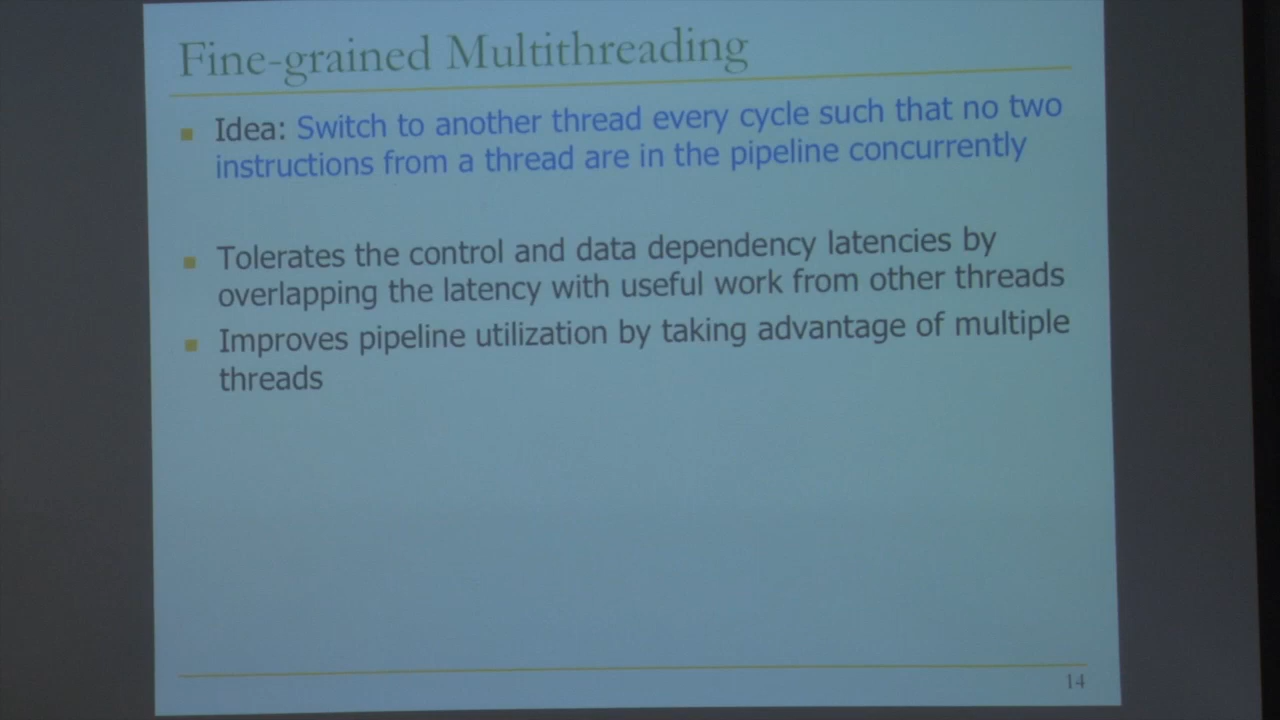 Fine-grained Multithreading
Idea: Switch to another thread every cycle such that no two
instructions from a thread are in the pipeline concurrently
Tolerates the control and data dependency latencies by
overlapping the latency with useful work from other threads
Improves pipeline utilization by taking advantage of multiple
threads
14